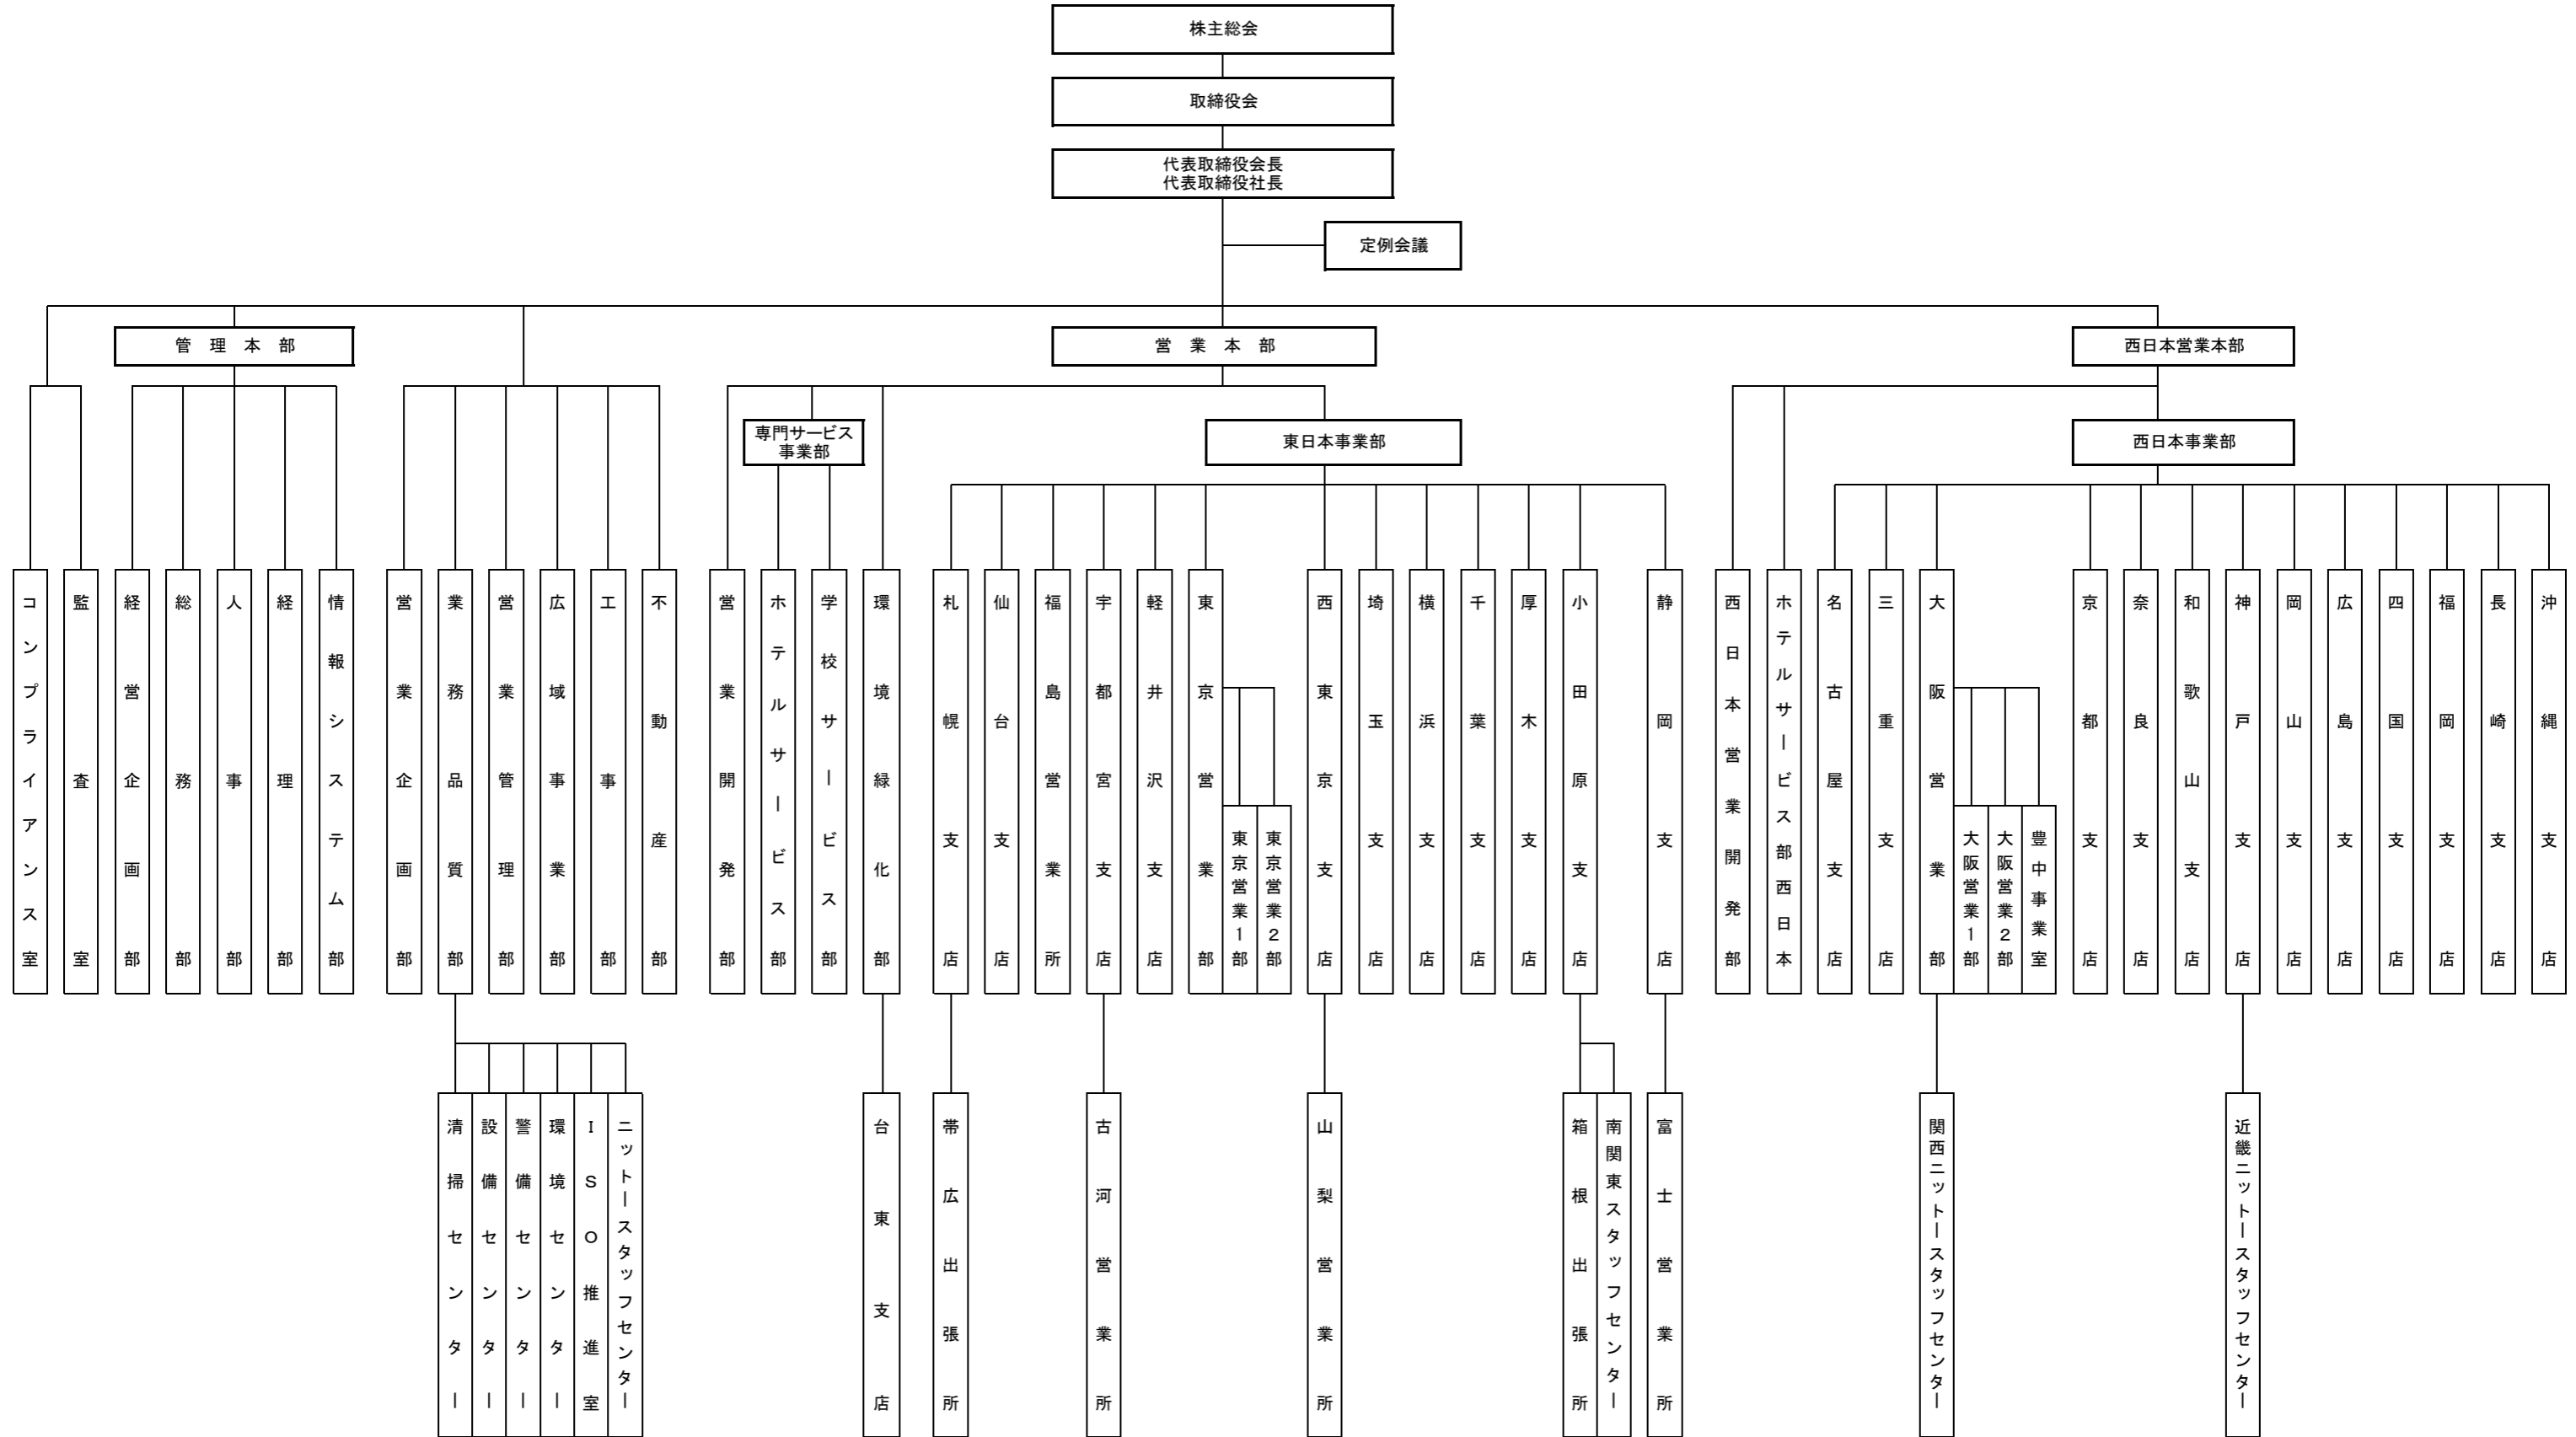 株主総会
取締役会
代表取締役会長
代表取締役社長
定例会議
管理本部
営業本部
西日本営業本部
専門サービス
事業部
東日本事業部
西日本事業部
コンプライアンス室
監査室
経営企画部
総務部
人事部
経理部
情報システム部
営業企画部
業務品質部
営業管理部
広域事業部
工事部
不動産部
営業開発部
ホテルサービス部
学校サービス部
環境緑化部
札幌支店
仙台支店
福島営業所
宇都宮支店
軽井沢支店
東京営業部
東京営業1部
東京営業2部
西東京支店
埼玉支店
横浜支店
千葉支店
厚木支店
小田原支店
静岡支店
西日本営業開発部
ホテルサービス部西日本
名古屋支店
三重支店
大阪営業部
大阪営業1部
大阪営業2部
豊中事業室
京都支店
奈良支店
和歌山支店
神戸支店
岡山支店
広島支店
四国支店
福岡支店
長崎支店
沖縄支店
清掃センター
設備センター
警備センター
環境センター
ISO推進室
ニットースタッフセンター
台東支店
帯広出張所
古河営業所
山梨営業所
箱根出張所
南関東スタッフセンター
富士営業所
関西ニットースタッフセンター
近畿ニットースタッフセンター